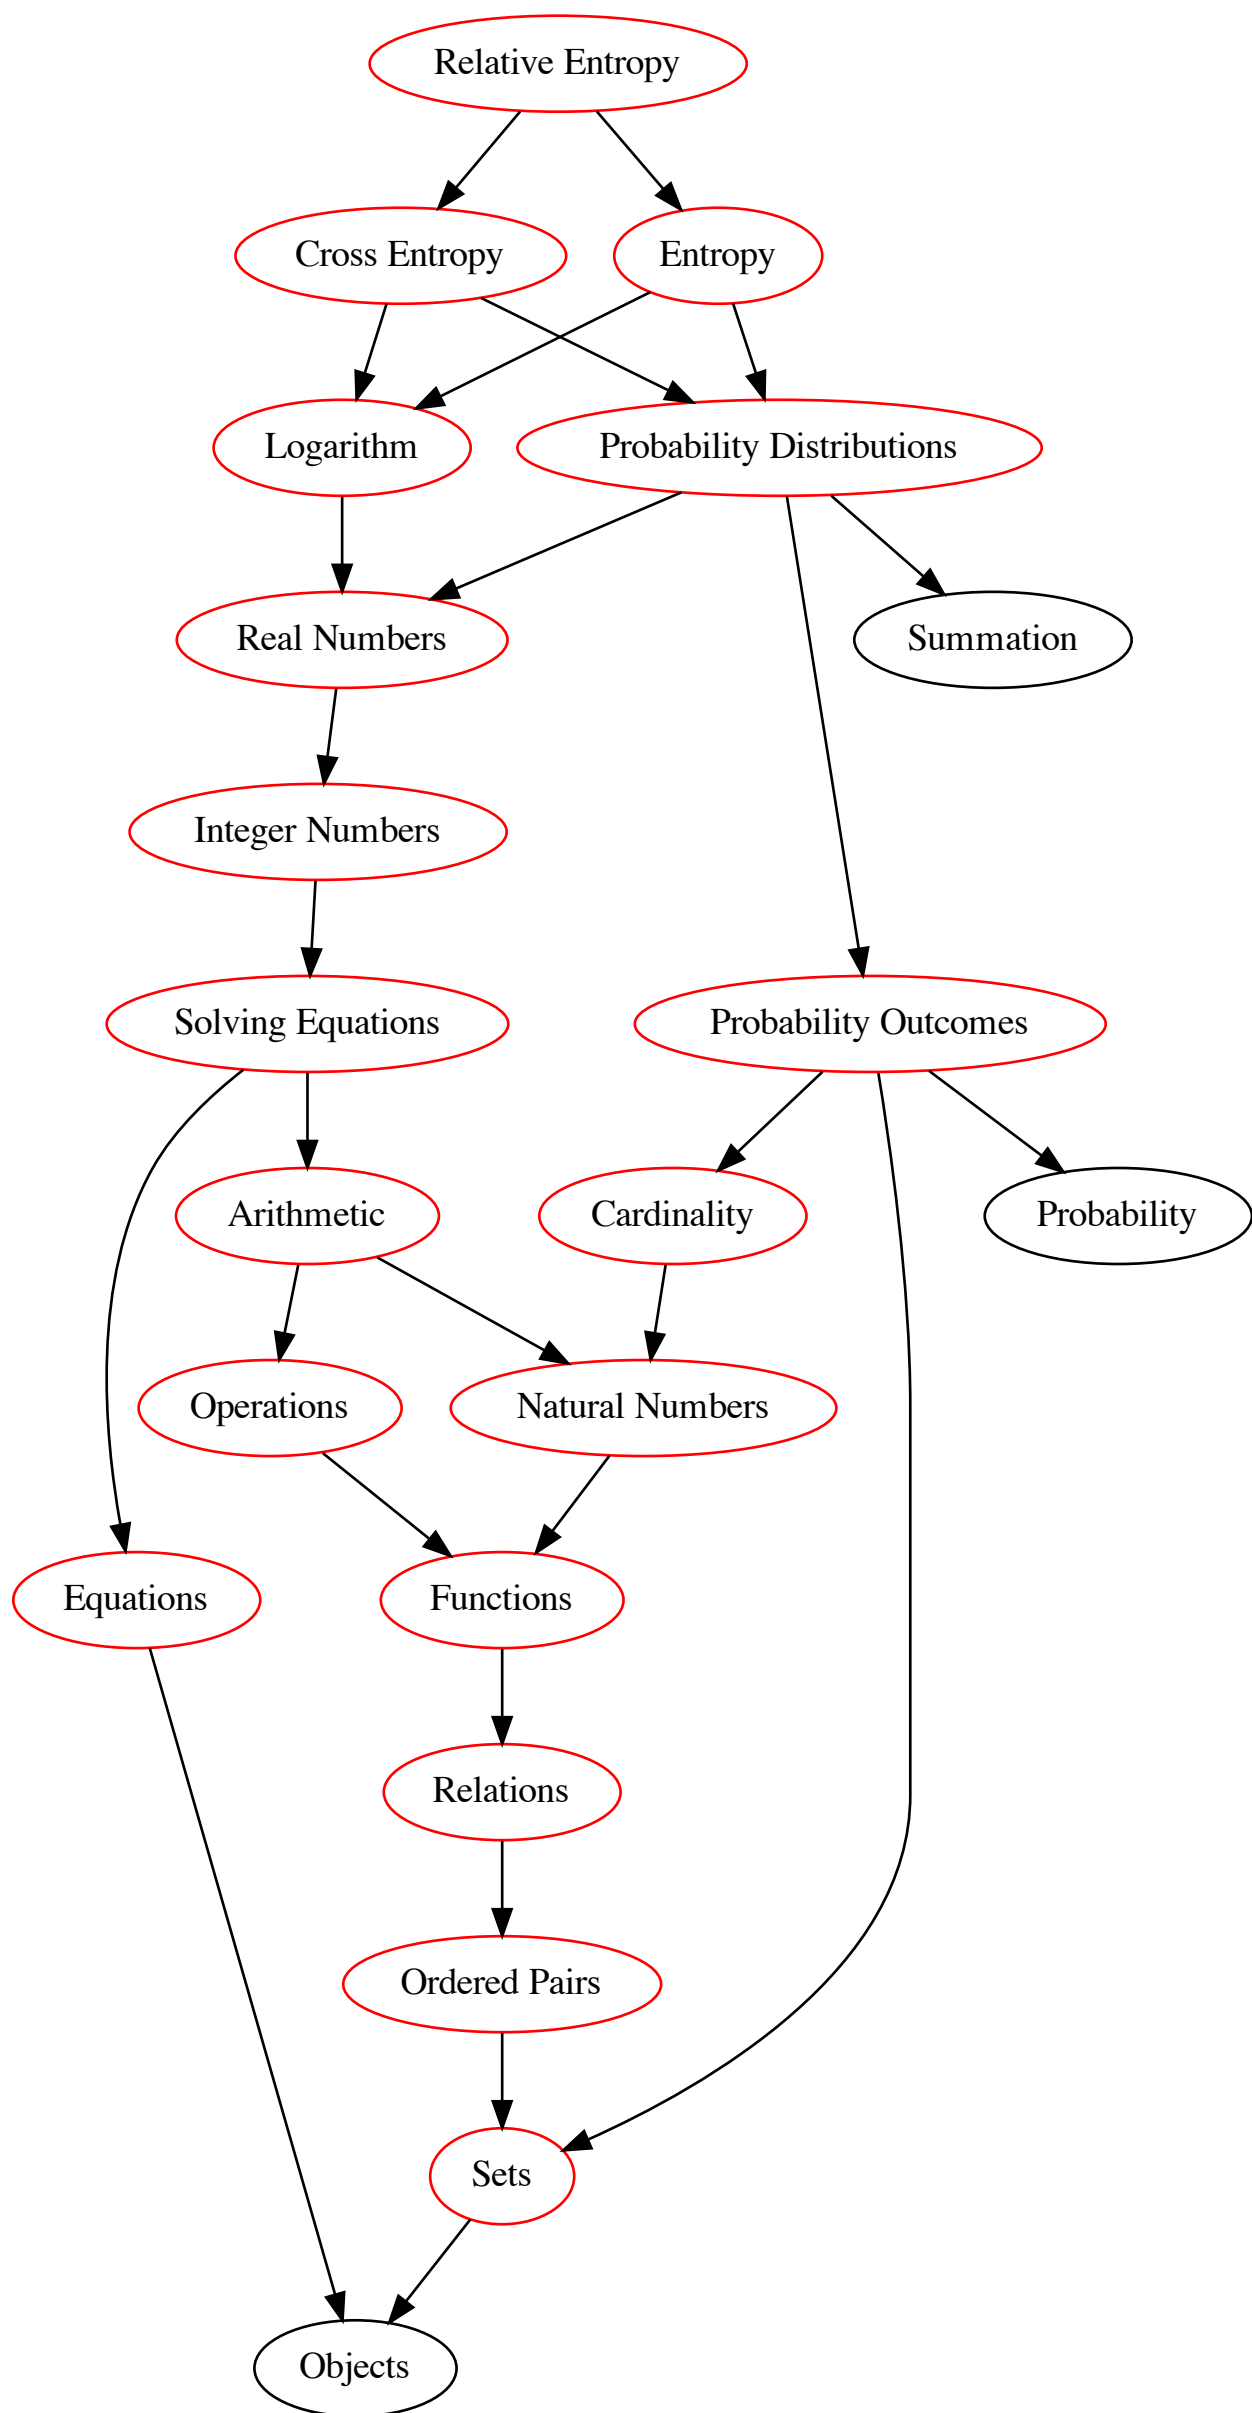 Relative Entropy
Cross Entropy
Entropy
Logarithm
Probability Distributions
Real Numbers
Summation
Integer Numbers
Solving Equations
Probability Outcomes
Arithmetic
Cardinality
Probability
Operations
Natural Numbers
Equations
Functions
Relations
Ordered Pairs
Sets
Objects